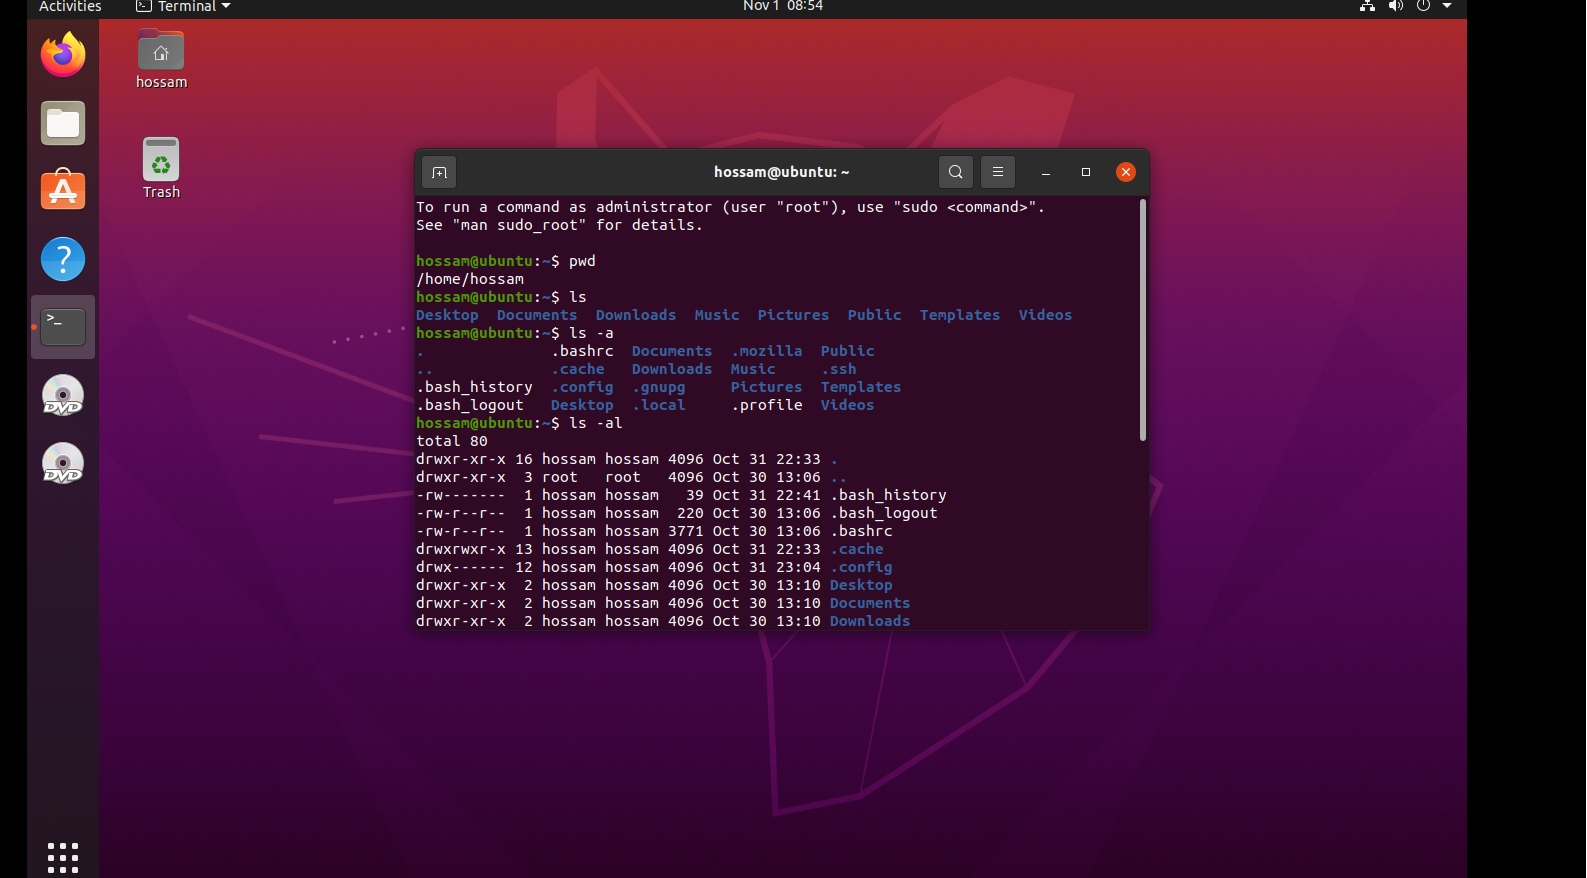 Activities Terminal Nov 1 08:54
hossam
Trash
hossam@ubuntu: ~
To run a command as administrator (user "root"), use "sudo <command>".
See "man sudo_root" for details.
hossam@ubuntu:~$ pwd
/home/hossam
hossam@ubuntu:~$ ls
Desktop  Documents  Downloads  Music  Pictures  Public  Templates  Videos
hossam@ubuntu:~$ ls -a
.              .bashrc  Documents  .mozilla  Public
..             .cache   Downloads  Music     .ssh
.bash_history  .config  .gnupg     Pictures  Templates
.bash_logout   Desktop  .local     .profile  Videos
hossam@ubuntu:~$ ls -al
total 80
drwxr-xr-x 16 hossam hossam 4096 Oct 31 22:33 .
drwxr-xr-x  3 root   root   4096 Oct 30 13:06 ..
-rw-------  1 hossam hossam   39 Oct 31 22:41 .bash_history
-rw-r--r--  1 hossam hossam  220 Oct 30 13:06 .bash_logout
-rw-r--r--  1 hossam hossam 3771 Oct 30 13:06 .bashrc
drwxrwxr-x 13 hossam hossam 4096 Oct 31 22:33 .cache
drwx------ 12 hossam hossam 4096 Oct 31 23:04 .config
drwxr-xr-x  2 hossam hossam 4096 Oct 30 13:10 Desktop
drwxr-xr-x  2 hossam hossam 4096 Oct 30 13:10 Documents
drwxr-xr-x  2 hossam hossam 4096 Oct 30 13:10 Downloads
>_
DVD
DVD